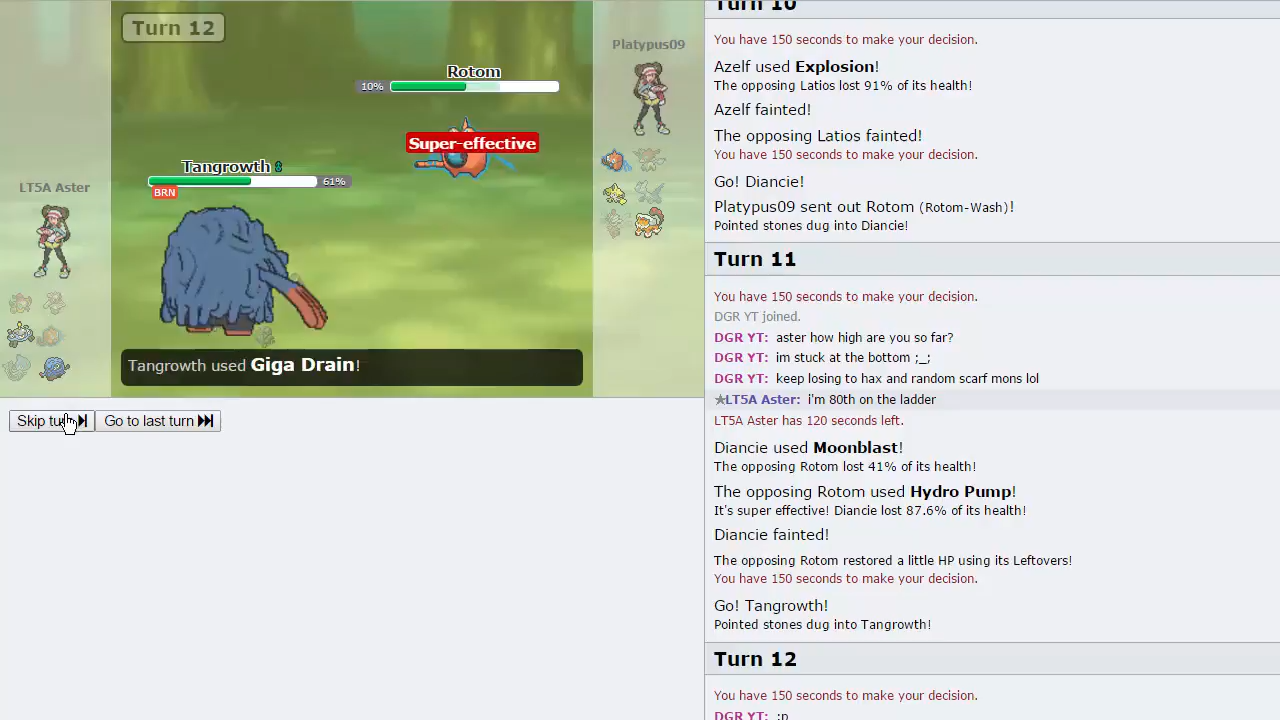 Turn 12
Rotom
10%
Super-effective
Tangrowth
61%
BRN
Tangrowth used Giga Drain!
LT5A Aster
Platypus09
Skip turn
Go to last turn
Turn 10
You have 150 seconds to make your decision.
Azelf used Explosion!
The opposing Latios lost 91% of its health!
Azelf fainted!
The opposing Latios fainted!
You have 150 seconds to make your decision.
Go! Diancie!
Platypus09 sent out Rotom (Rotom-Wash)!
Pointed stones dug into Diancie!
Turn 11
You have 150 seconds to make your decision.
DGR YT joined.
DGR YT: aster how high are you so far?
DGR YT: im stuck at the bottom ;_;
DGR YT: keep losing to hax and random scarf mons lol
★LT5A Aster: i'm 80th on the ladder
LT5A Aster has 120 seconds left.
Diancie used Moonblast!
The opposing Rotom lost 41% of its health!
The opposing Rotom used Hydro Pump!
It's super effective! Diancie lost 87.6% of its health!
Diancie fainted!
The opposing Rotom restored a little HP using its Leftovers!
You have 150 seconds to make your decision.
Go! Tangrowth!
Pointed stones dug into Tangrowth!
Turn 12
You have 150 seconds to make your decision.
DGR YT: :p